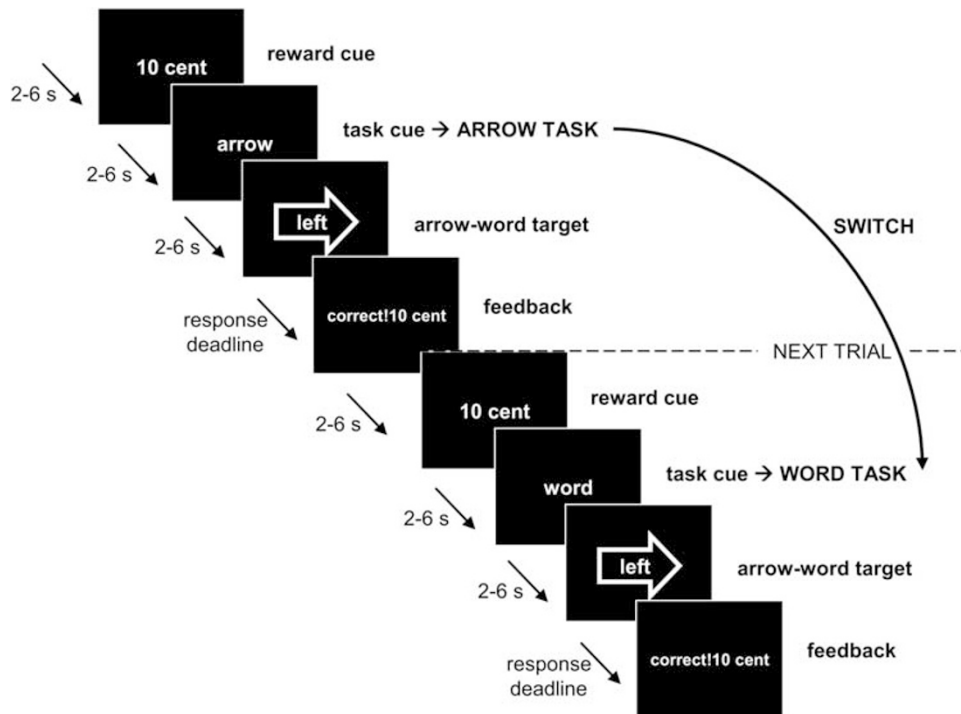 10 cent
reward cue
2-6 s
arrow
task cue → ARROW TASK
2-6 s
left
arrow-word target
SWITCH
2-6 s
correct!10 cent
feedback
response
deadline
NEXT TRIAL
10 cent
reward cue
2-6 s
word
task cue → WORD TASK
2-6 s
left
arrow-word target
2-6 s
correct!10 cent
feedback
response
deadline